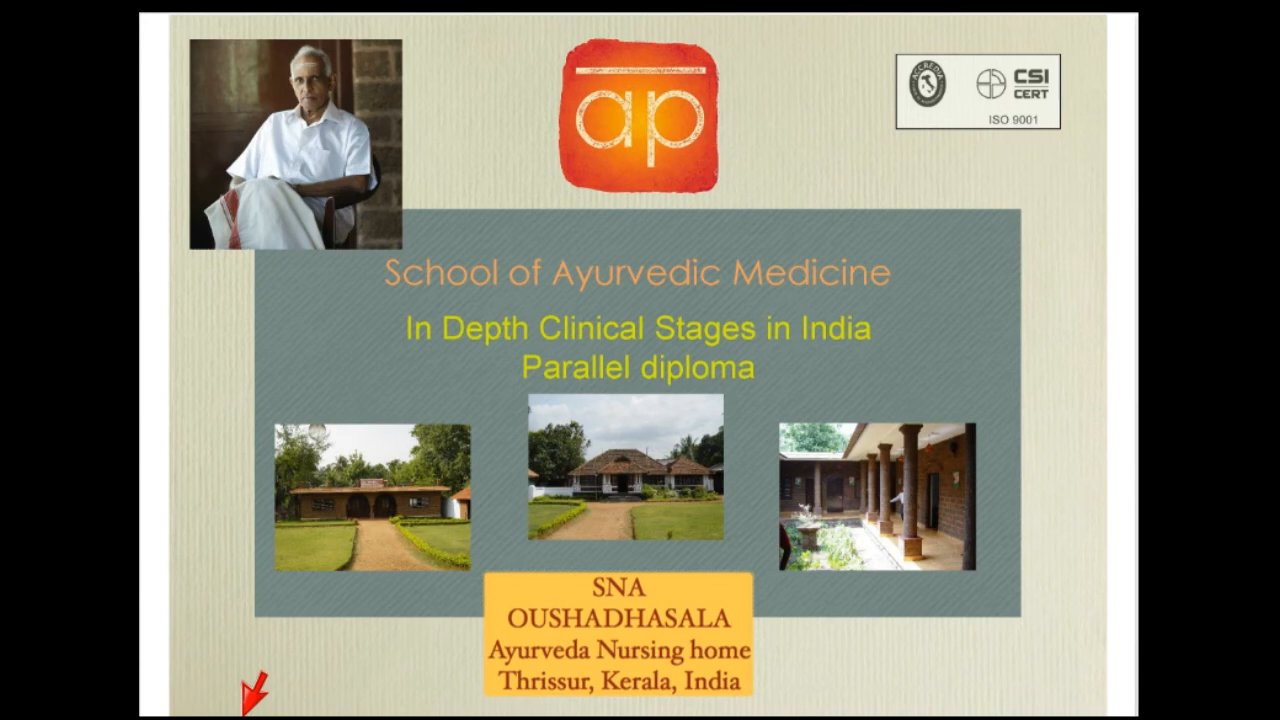 ap
ACCREDIA
CSI
CERT
ISO 9001
School of Ayurvedic Medicine
In Depth Clinical Stages in India
Parallel diploma
SNA
OUSHADHASALA
Ayurveda Nursing home
Thrissur, Kerala, India